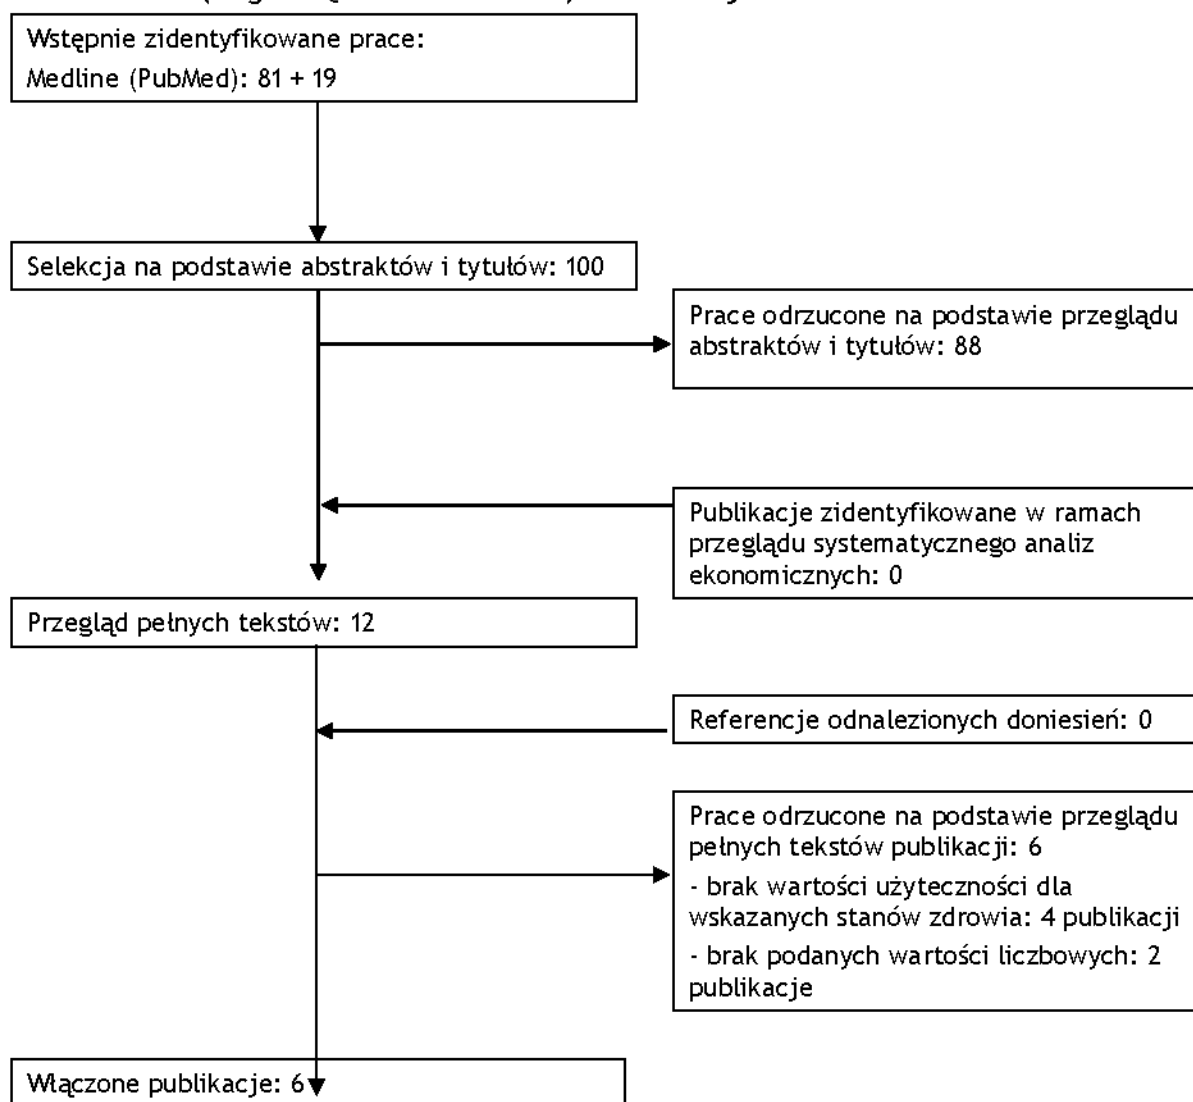 Wstępnie zidentyfikowane prace:
Medline (PubMed): 81 + 19
Selekcja na podstawie abstraktów i tytułów: 100
Prace odrzucone na podstawie przeglądu
abstraktów i tytułów: 88
Publikacje zidentyfikowane w ramach
przeglądu systematycznego analiz
ekonomicznych: 0
Przegląd pełnych tekstów: 12
Referencje odnalezionych doniesień: 0
Prace odrzucone na podstawie przeglądu
pełnych tekstów publikacji: 6
- brak wartości użyteczności dla
wskazanych stanów zdrowia: 4 publikacji
- brak podanych wartości liczbowych: 2
publikacje
Włączone publikacje: 6